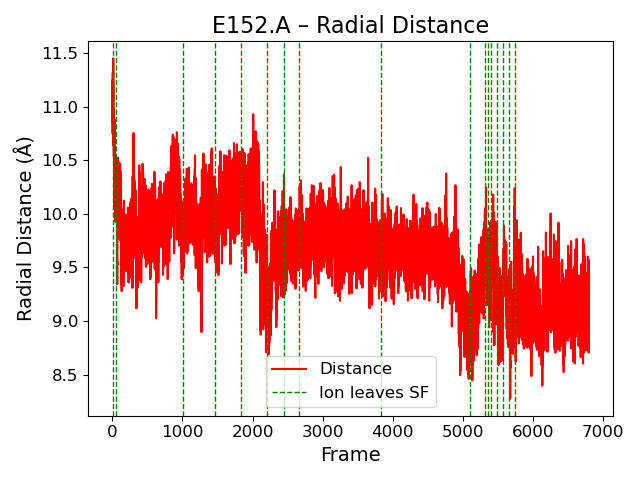 E152.A – Radial Distance
Radial Distance (Å)
11.5
11.0
10.5
10.0
9.5
9.0
8.5
Distance
Ion leaves SF
0 1000 2000 3000 4000 5000 6000 7000
Frame